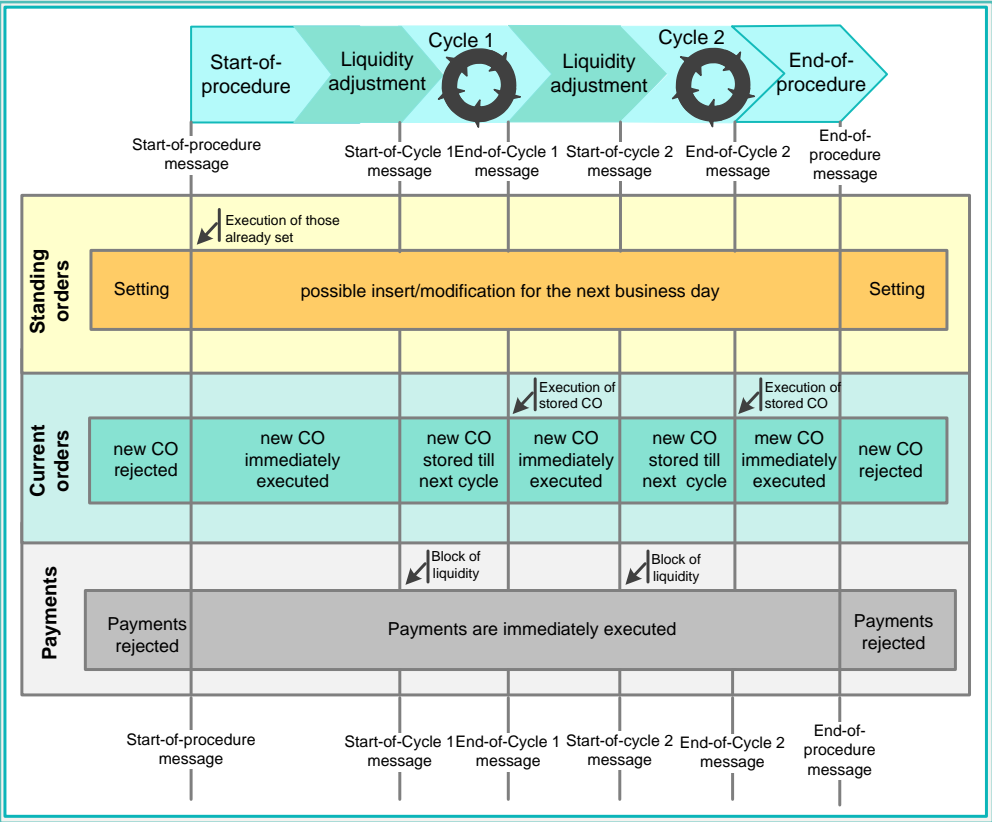 Start-of-
procedure
Liquidity
adjustment
Cycle 1
Liquidity
adjustment
Cycle 2
End-of-
procedure
Start-of-procedure
message
Start-of-Cycle 1
message
End-of-Cycle 1
message
Start-of-cycle 2
message
End-of-Cycle 2
message
End-of-
procedure
message
Standing
orders
Execution of those
already set
Setting
possible insert/modification for the next business day
Setting
Current
orders
Execution of
stored CO
Execution of
stored CO
new CO
rejected
new CO
immediately
executed
new CO
stored till
next cycle
new CO
immediately
executed
new CO
stored till
next cycle
mew CO
immediately
executed
new CO
rejected
Payments
Block of
liquidity
Block of
liquidity
Payments
rejected
Payments are immediately executed
Payments
rejected
Start-of-procedure
message
Start-of-Cycle 1
message
End-of-Cycle 1
message
Start-of-cycle 2
message
End-of-Cycle 2
message
End-of-
procedure
message